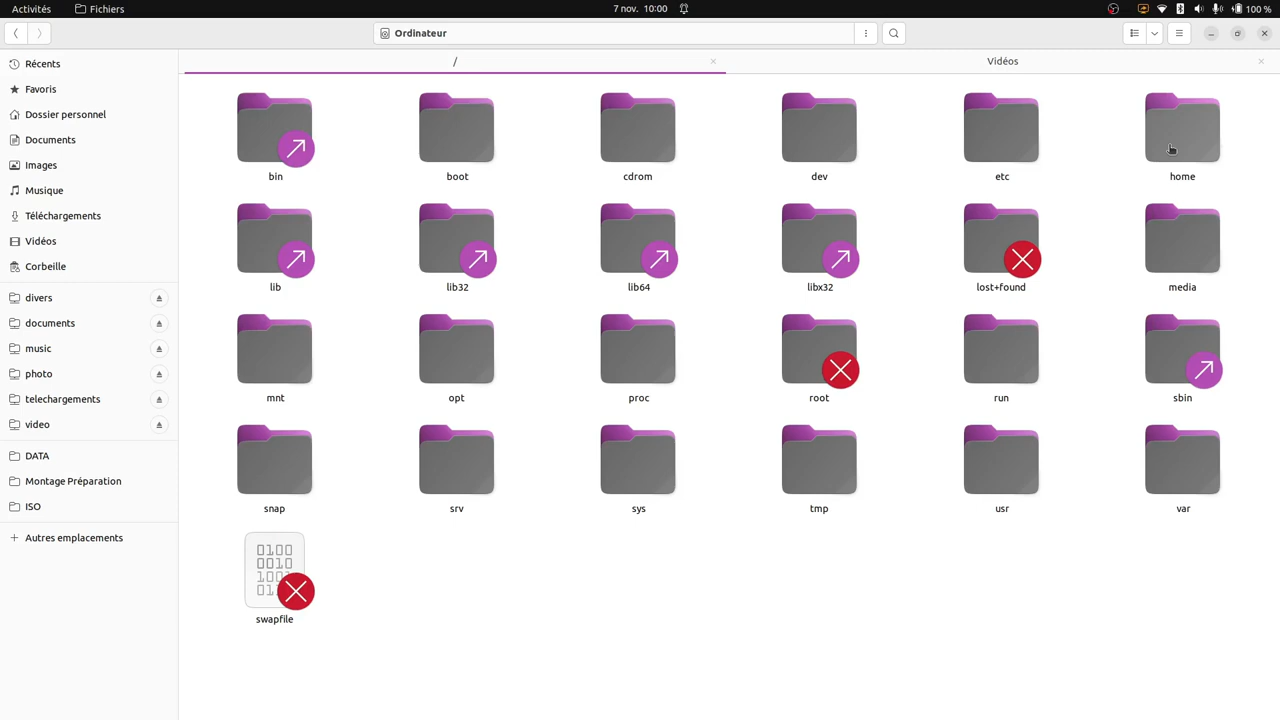 Activités Fichiers 7 nov. 10:00 100 %
Ordinateur
/ Vidéos
Récents
Favoris
Dossier personnel
Documents
Images
Musique
Téléchargements
Vidéos
Corbeille
divers
documents
music
photo
telechargements
video
DATA
Montage Préparation
ISO
Autres emplacements
bin boot cdrom dev etc home
lib lib32 lib64 libx32 lost+found media
mnt opt proc root run sbin
snap srv sys tmp usr var
swapfile